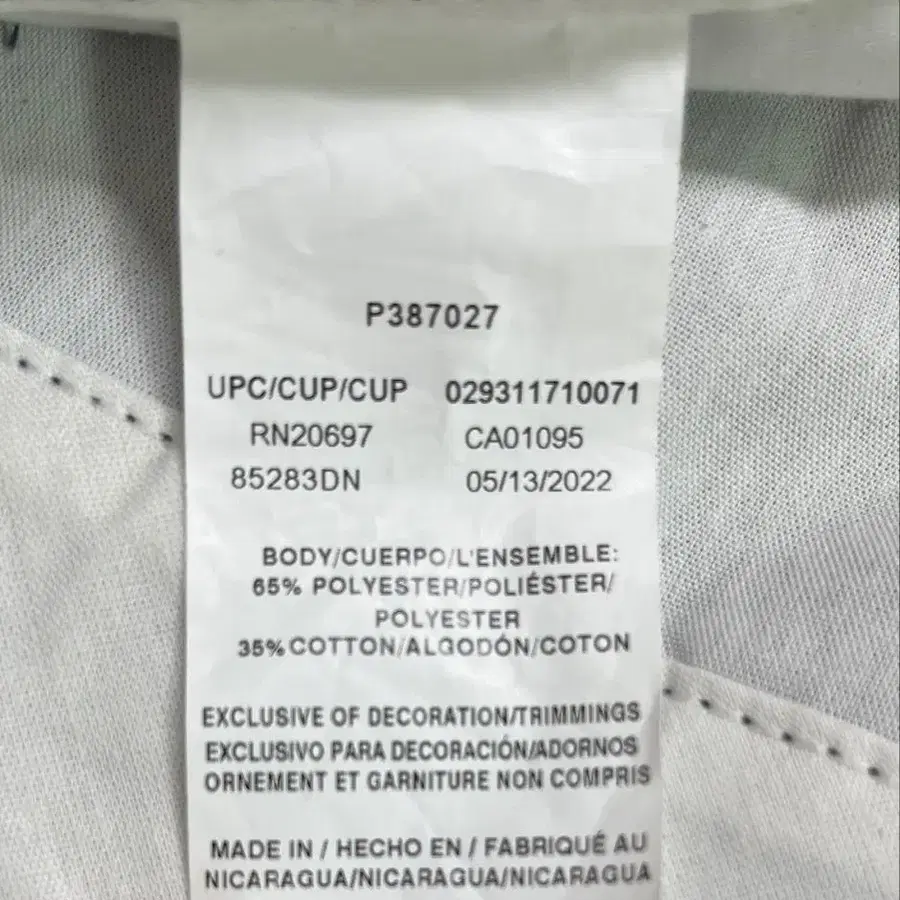 P387027
UPC/CUP/CUP 029311710071
RN20697 CA01095
85283DN 05/13/2022
BODY/CUERPO/L'ENSEMBLE:
65% POLYESTER/POLIÉSTER/
POLYESTER
35% COTTON/ALGODÓN/COTON
EXCLUSIVE OF DECORATION/TRIMMINGS
EXCLUSIVO PARA DECORACIÓN/ADORNOS
ORNEMENT ET GARNITURE NON COMPRIS
MADE IN / HECHO EN / FABRIQUÉ AU
NICARAGUA/NICARAGUA/NICARAGUA